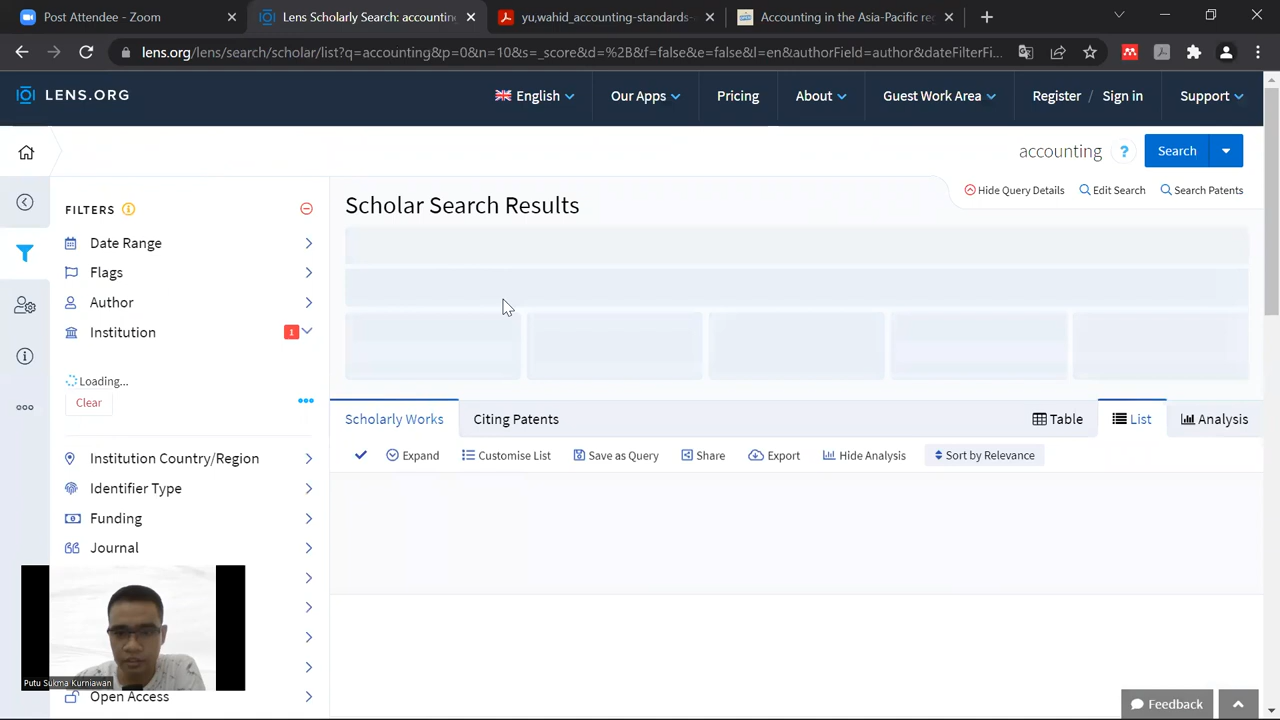 Post Attendee - Zoom
Lens Scholarly Search: accountin
yu,wahid_accounting-standards-
Accounting in the Asia-Pacific re
lens.org/lens/search/scholar/list?q=accounting&p=0&n=10&s=_score&d=%2B&f=false&e=false&l=en&authorField=author&dateFilterFi...
LENS.ORG
English
Our Apps
Pricing
About
Guest Work Area
Register / Sign in
Support
accounting
?
Search
Hide Query Details
Edit Search
Search Patents
FILTERS
Scholar Search Results
Date Range
Flags
Author
Institution
1
Loading...
Clear
Scholarly Works
Citing Patents
Table
List
Analysis
Expand
Customise List
Save as Query
Share
Export
Hide Analysis
Sort by Relevance
Institution Country/Region
Identifier Type
Funding
Journal
Open Access
Putu Sukma Kurniawan
Feedback